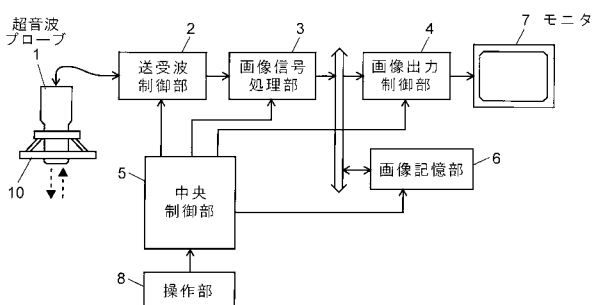 超音波
プローブ
1
2
送受波
制御部
3
画像信号
処理部
4
画像出力
制御部
7 モニタ
10
5
中央
制御部
画像記憶部
6
8
操作部